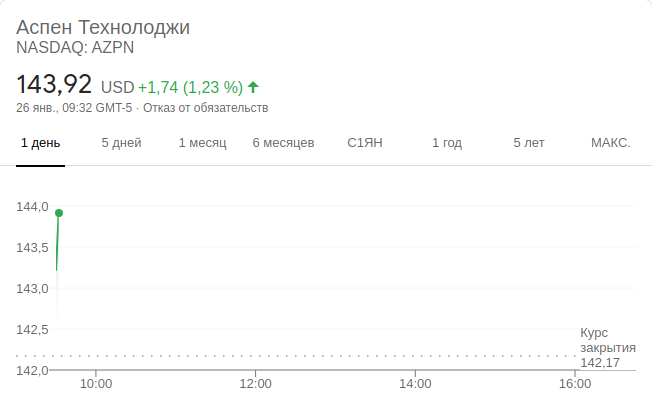 Аспен Технолоджи
NASDAQ: AZPN
143,92 USD +1,74 (1,23 %)
26 янв., 09:32 GMT-5 · Отказ от обязательств
1 день 5 дней 1 месяц 6 месяцев С1ЯН 1 год 5 лет МАКС.
144,0
143,5
143,0
142,5
142,0
Курс
закрытия
142,17
10:00 12:00 14:00 16:00